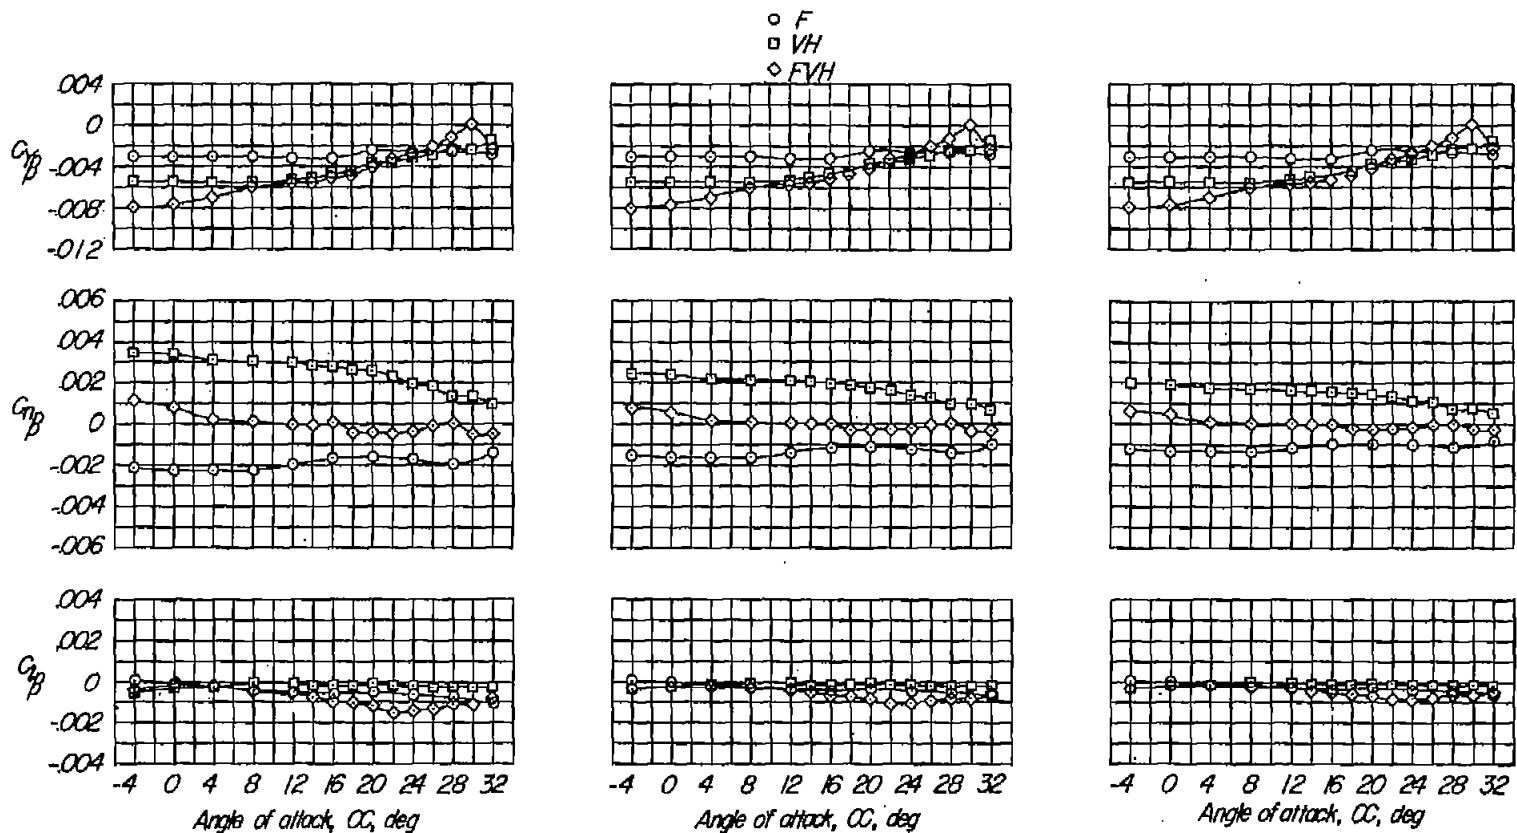 F
VH
FVH
.004
0
-.004
-.008
-.012
CYβ
.006
.004
.002
0
-.002
-.004
-.006
Cnβ
.004
.002
0
-.002
-.004
Clβ
-4 0 4 8 12 16 20 24 28 32
-4 0 4 8 12 16 20 24 28 32
-4 0 4 8 12 16 20 24 28 32
Angle of attack, α, deg
Angle of attack, α, deg
Angle of attack, α, deg